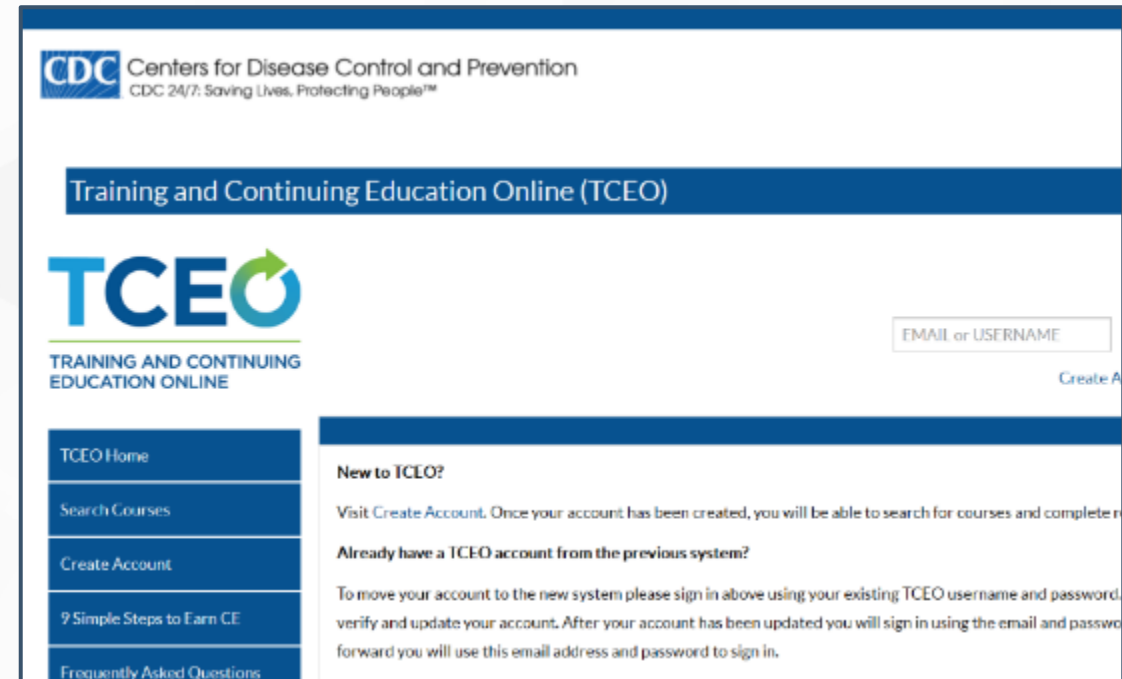 CDC Centers for Disease Control and Prevention
CDC 24/7: Saving Lives, Protecting People™
Training and Continuing Education Online (TCEO)
TCEO
TRAINING AND CONTINUING
EDUCATION ONLINE
EMAIL or USERNAME
Create A
TCEO Home
Search Courses
Create Account
9 Simple Steps to Earn CE
Frequently Asked Questions
New to TCEO?
Visit Create Account. Once your account has been created, you will be able to search for courses and complete r
Already have a TCEO account from the previous system?
To move your account to the new system please sign in above using your existing TCEO username and password.
verify and update your account. After your account has been updated you will sign in using the email and passwo
forward you will use this email address and password to sign in.